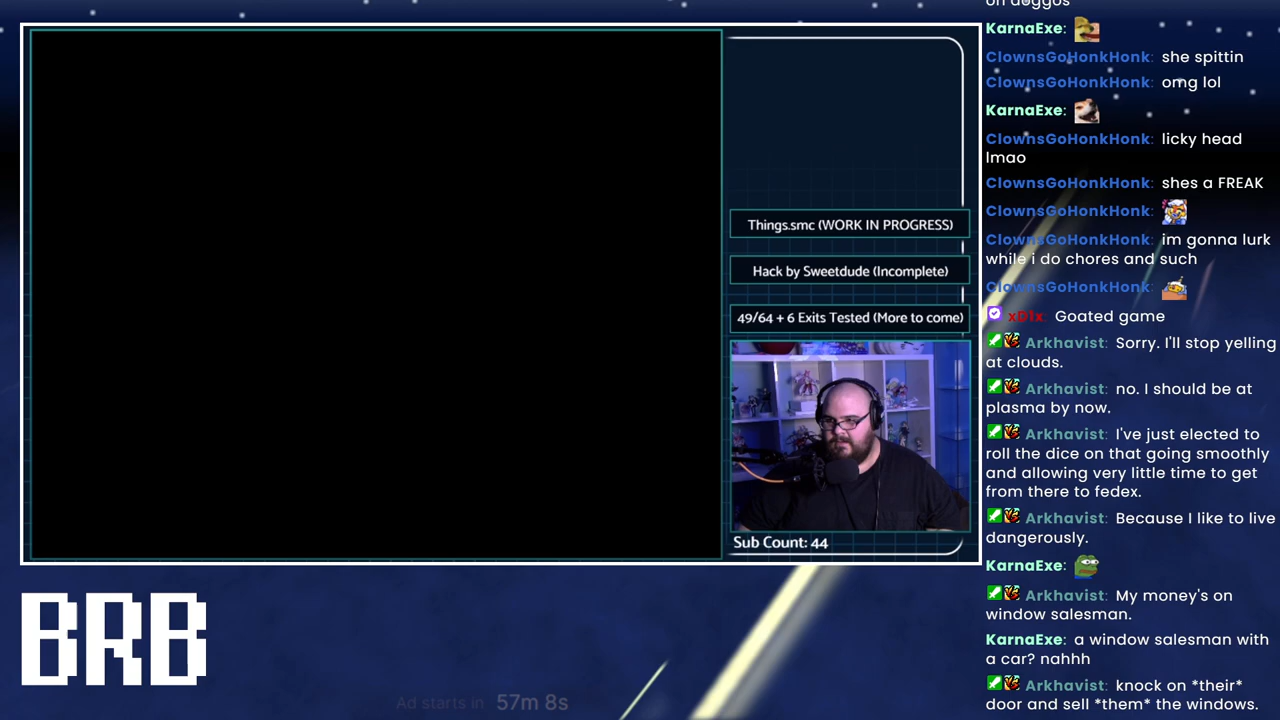 Things.smc (WORK IN PROGRESS)
Hack by Sweetdude (Incomplete)
49/64 + 6 Exits Tested (More to come)
Sub Count: 44
BRB
Ad starts in 57m 8s
on doggos
KarnaExe:
ClownsGoHonkHonk: she spittin
ClownsGoHonkHonk: omg lol
KarnaExe:
ClownsGoHonkHonk: licky head
lmao
ClownsGoHonkHonk: shes a FREAK
ClownsGoHonkHonk:
ClownsGoHonkHonk: im gonna lurk
while i do chores and such
ClownsGoHonkHonk:
xD1x: Goated game
Arkhavist: Sorry. I'll stop yelling
at clouds.
Arkhavist: no. I should be at
plasma by now.
Arkhavist: I've just elected to
roll the dice on that going smoothly
and allowing very little time to get
from there to fedex.
Arkhavist: Because I like to live
dangerously.
KarnaExe:
Arkhavist: My money's on
window salesman.
KarnaExe: a window salesman with
a car? nahhh
Arkhavist: knock on *their*
door and sell *them* the windows.